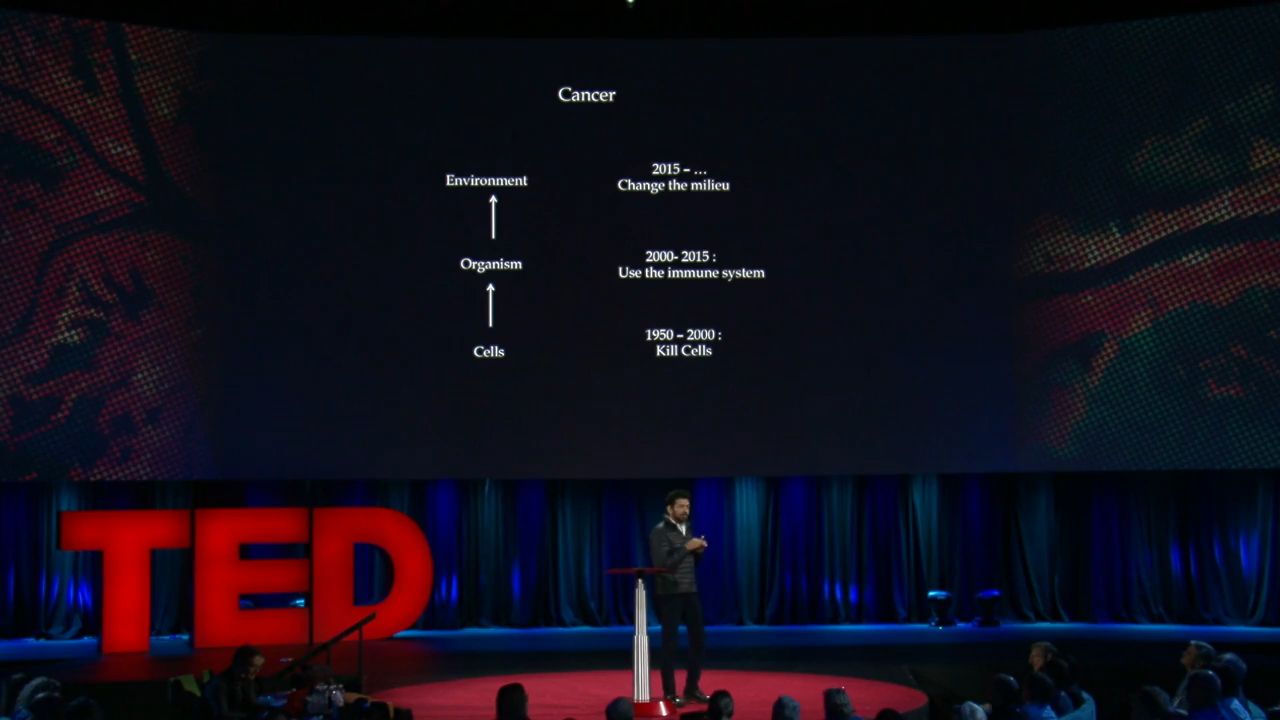 Cancer
Environment
2015 – ...
Change the milieu
Organism
2000- 2015 :
Use the immune system
Cells
1950 – 2000 :
Kill Cells
TED